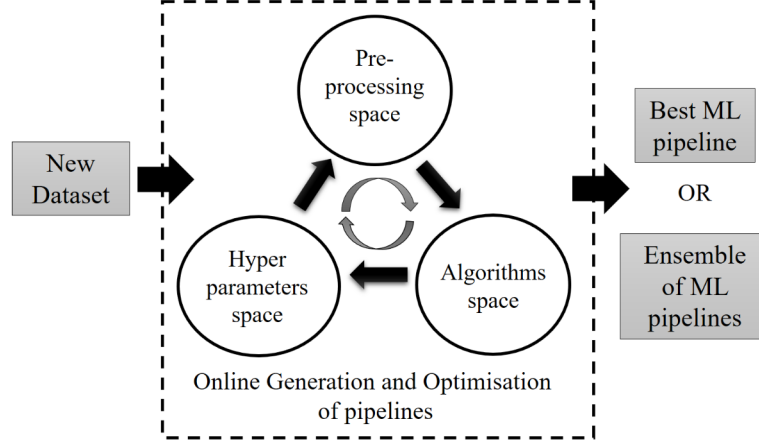 New
Dataset
Pre-
processing
space
Hyper
parameters
space
Algorithms
space
Online Generation and Optimisation
of pipelines
Best ML
pipeline
OR
Ensemble
of ML
pipelines